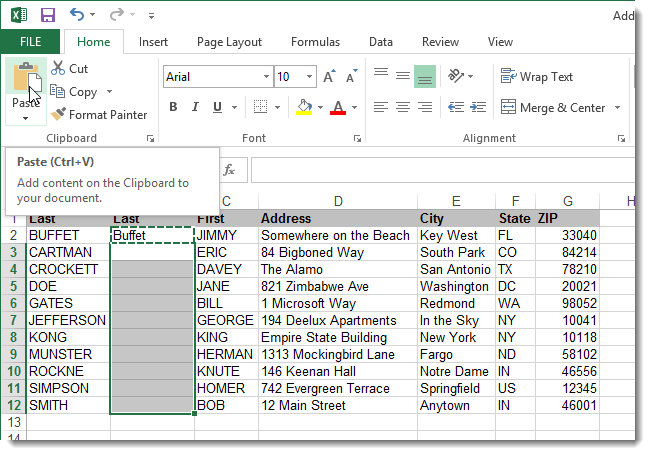 Add
FILE Home Insert Page Layout Formulas Data Review View
Paste
Cut
Copy
Format Painter
Clipboard
Arial 10 A A
B I U A
Font
Wrap Text
Merge & Center
Alignment
Paste (Ctrl+V)
Add content on the Clipboard to
your document.
fx
C D E F G H
1 Last Last First Address City State ZIP
2 BUFFET Buffet JIMMY Somewhere on the Beach Key West FL 33040
3 CARTMAN ERIC 84 Bigboned Way South Park CO 84214
4 CROCKETT DAVEY The Alamo San Antonio TX 78210
5 DOE JANE 821 Zimbabwe Ave Washington DC 20021
6 GATES BILL 1 Microsoft Way Redmond WA 98052
7 JEFFERSON GEORGE 194 Deelux Apartments In the Sky NY 10041
8 KONG KING Empire State Building New York NY 10118
9 MUNSTER HERMAN 1313 Mockingbird Lane Fargo ND 58102
10 ROCKNE KNUTE 146 Keenan Hall Notre Dame IN 46556
11 SIMPSON HOMER 742 Evergreen Terrace Springfield US 12345
12 SMITH BOB 12 Main Street Anytown IN 46001
13
14